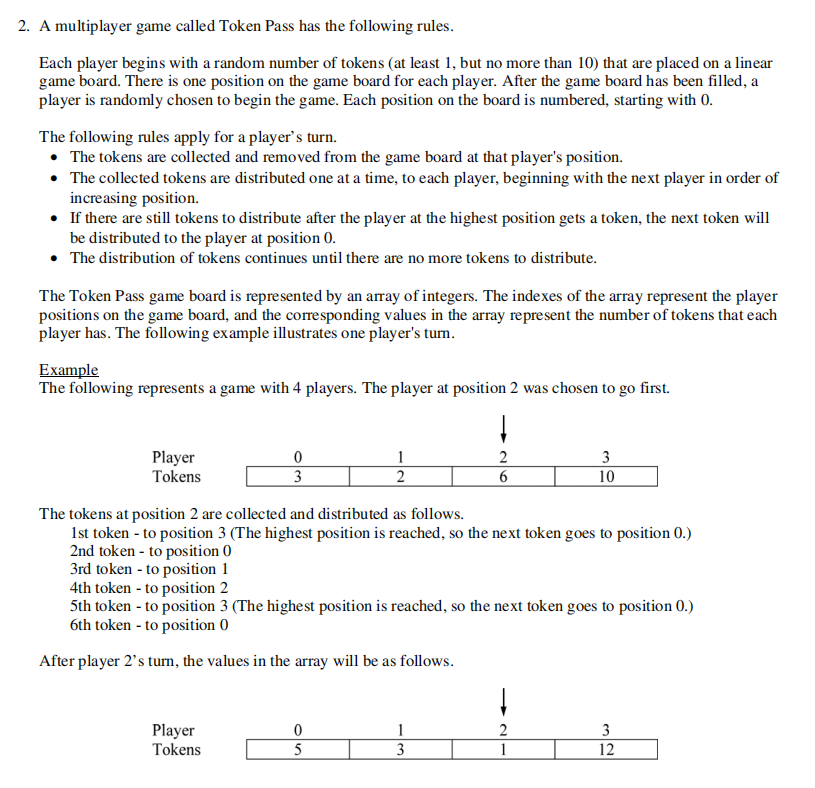 2. A multiplayer game called Token Pass has the following rules.
Each player begins with a random number of tokens (at least 1, but no more than 10) that are placed on a linear
game board. There is one position on the game board for each player. After the game board has been filled, a
player is randomly chosen to begin the game. Each position on the board is numbered, starting with 0.
The following rules apply for a player's turn.
• The tokens are collected and removed from the game board at that player's position.
• The collected tokens are distributed one at a time, to each player, beginning with the next player in order of
increasing position.
• If there are still tokens to distribute after the player at the highest position gets a token, the next token will
be distributed to the player at position 0.
• The distribution of tokens continues until there are no more tokens to distribute.
The Token Pass game board is represented by an array of integers. The indexes of the array represent the player
positions on the game board, and the corresponding values in the array represent the number of tokens that each
player has. The following example illustrates one player's turn.
Example
The following represents a game with 4 players. The player at position 2 was chosen to go first.
Player 0 1 2 3
Tokens 3 2 6 10
The tokens at position 2 are collected and distributed as follows.
1st token - to position 3 (The highest position is reached, so the next token goes to position 0.)
2nd token - to position 0
3rd token - to position 1
4th token - to position 2
5th token - to position 3 (The highest position is reached, so the next token goes to position 0.)
6th token - to position 0
After player 2's turn, the values in the array will be as follows.
Player 0 1 2 3
Tokens 5 3 1 12